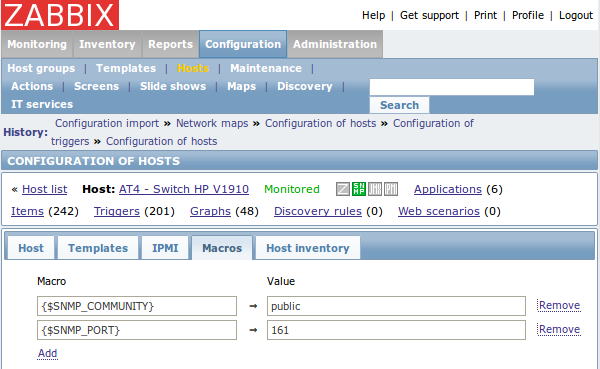 ZABBIX
Help | Get support | Print | Profile | Logout
Monitoring Inventory Reports Configuration Administration
Host groups | Templates | Hosts | Maintenance |
Actions | Screens | Slide shows | Maps | Discovery |
IT services
Search
History: Configuration import » Network maps » Configuration of hosts » Configuration of
triggers » Configuration of hosts
CONFIGURATION OF HOSTS
« Host list Host: AT4 - Switch HP V1910 Monitored Z SNMP JMX IPMI Applications (6)
Items (242) Triggers (201) Graphs (48) Discovery rules (0) Web scenarios (0)
Host Templates IPMI Macros Host inventory
Macro Value
{$SNMP_COMMUNITY} ⇒ public Remove
{$SNMP_PORT} ⇒ 161 Remove
Add